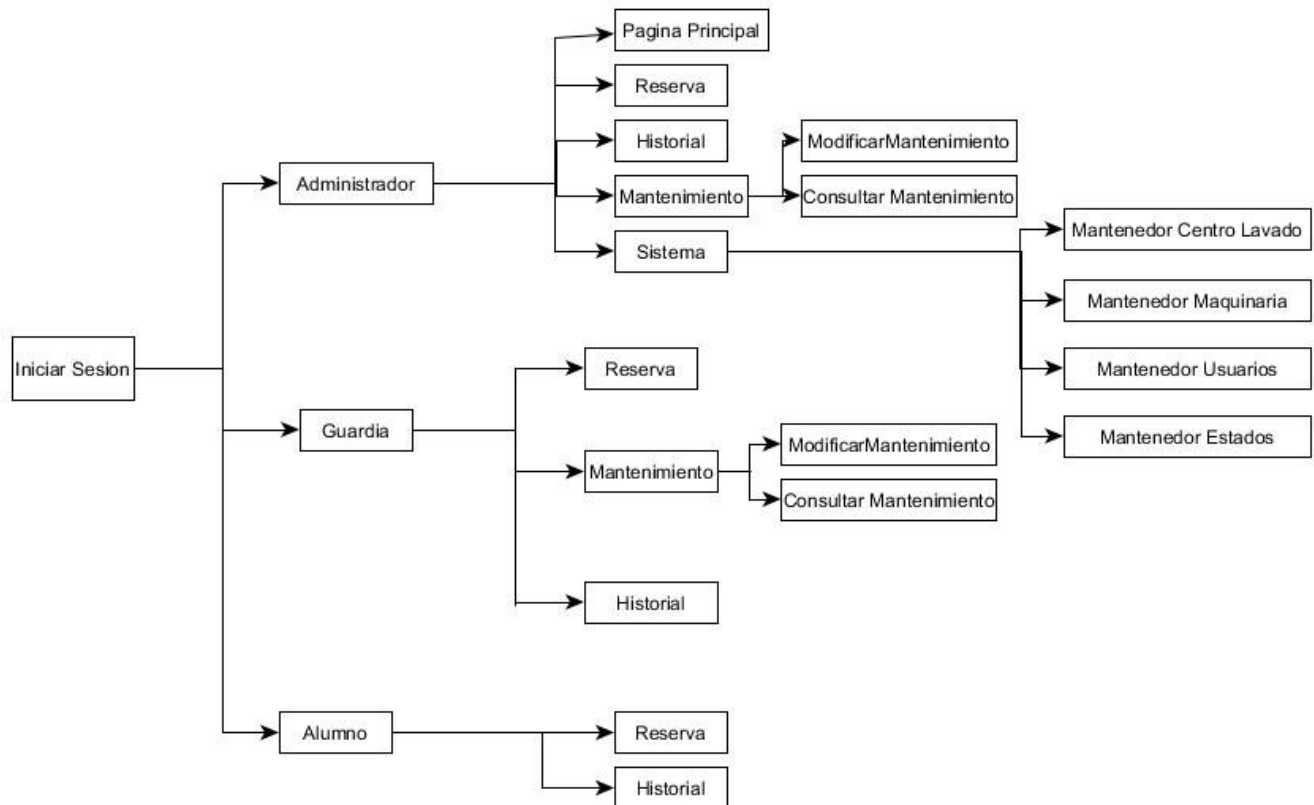 Pagina Principal
Reserva
Historial
ModificarMantenimiento
Administrador
Mantenimiento
Consultar Mantenimiento
Sistema
Mantenedor Centro Lavado
Mantenedor Maquinaria
Iniciar Sesion
Reserva
Mantenedor Usuarios
Guardia
ModificarMantenimiento
Mantenedor Estados
Mantenimiento
Consultar Mantenimiento
Historial
Alumno
Reserva
Historial